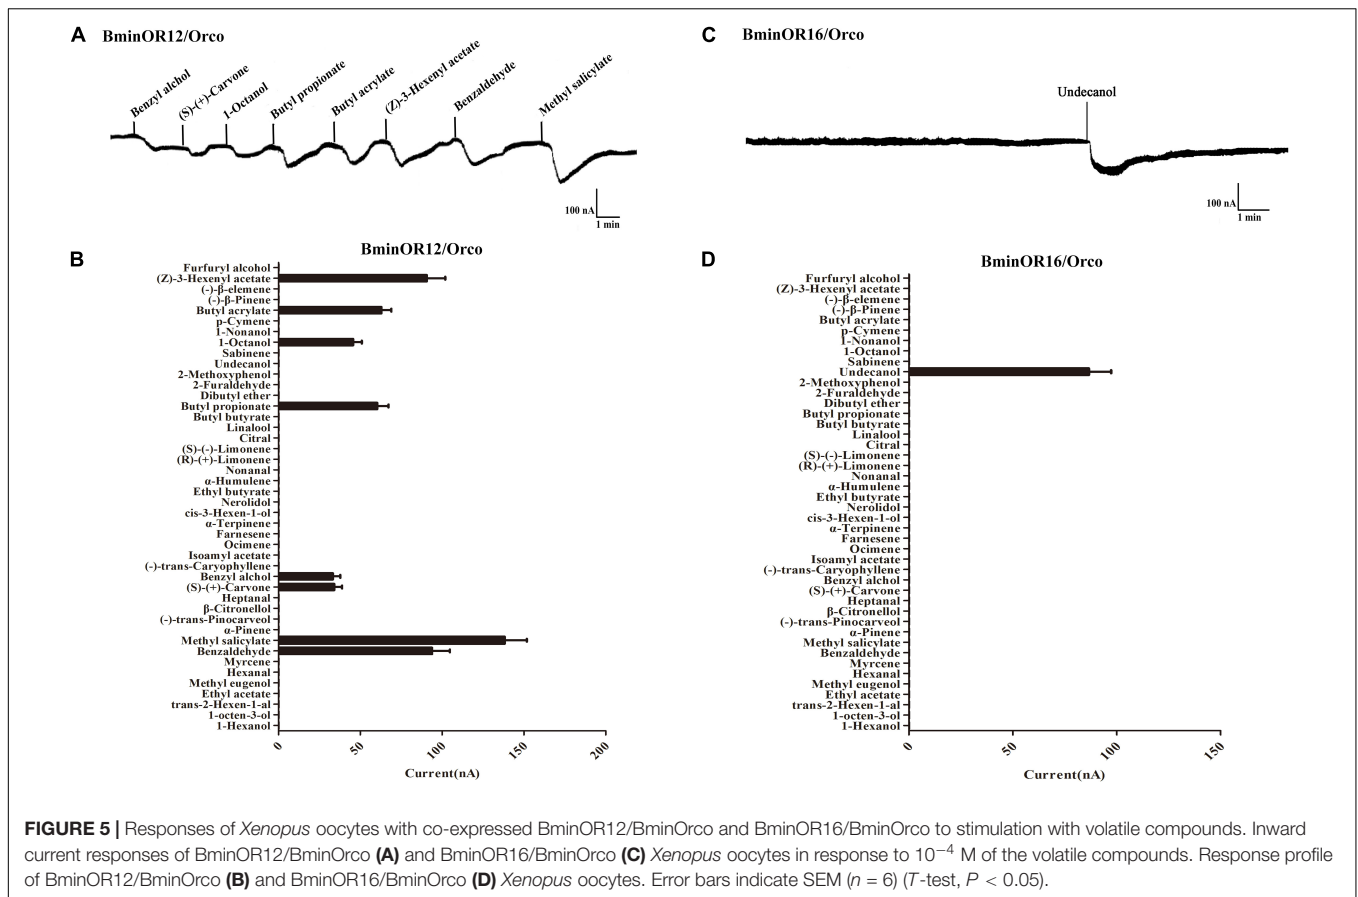 A BminOR12/Orco
Benzyl alchol
(S)-(+)-Carvone
1-Octanol
Butyl propionate
Butyl acrylate
(Z)-3-Hexenyl acetate
Benzaldehyde
Methyl salicylate
100 nA
1 min
C BminOR16/Orco
Undecanol
100 nA
1 min
B BminOR12/Orco
Furfuryl alcohol
(Z)-3-Hexenyl acetate
(-)-β-elemene
(-)-β-Pinene
Butyl acrylate
p-Cymene
1-Nonanol
1-Octanol
Sabinene
Undecanol
2-Methoxyphenol
2-Furaldehyde
Dibutyl ether
Butyl propionate
Butyl butyrate
Linalool
Citral
(S)-(-)-Limonene
(R)-(+)-Limonene
Nonanal
α-Humulene
Ethyl butyrate
Nerolidol
cis-3-Hexen-1-ol
α-Terpinene
Farnesene
Ocimene
Isoamyl acetate
(-)-trans-Caryophyllene
Benzyl alchol
(S)-(+)-Carvone
Heptanal
β-Citronellol
(-)-trans-Pinocarveol
α-Pinene
Methyl salicylate
Benzaldehyde
Myrcene
Hexanal
Methyl eugenol
Ethyl acetate
trans-2-Hexen-1-al
1-octen-3-ol
1-Hexanol
0 50 100 150 200
Current(nA)
D BminOR16/Orco
Furfuryl alcohol
(Z)-3-Hexenyl acetate
(-)-β-elemene
(-)-β-Pinene
Butyl acrylate
p-Cymene
1-Nonanol
1-Octanol
Sabinene
Undecanol
2-Methoxyphenol
2-Furaldehyde
Dibutyl ether
Butyl propionate
Butyl butyrate
Linalool
Citral
(S)-(-)-Limonene
(R)-(+)-Limonene
Nonanal
α-Humulene
Ethyl butyrate
Nerolidol
cis-3-Hexen-1-ol
α-Terpinene
Farnesene
Ocimene
Isoamyl acetate
(-)-trans-Caryophyllene
Benzyl alchol
(S)-(+)-Carvone
Heptanal
β-Citronellol
(-)-trans-Pinocarveol
α-Pinene
Methyl salicylate
Benzaldehyde
Myrcene
Hexanal
Methyl eugenol
Ethyl acetate
trans-2-Hexen-1-al
1-octen-3-ol
1-Hexanol
0 50 100 150
Current(nA)
FIGURE 5 | Responses of Xenopus oocytes with co-expressed BminOR12/BminOrco and BminOR16/BminOrco to stimulation with volatile compounds. Inward
current responses of BminOR12/BminOrco (A) and BminOR16/BminOrco (C) Xenopus oocytes in response to 10⁻⁴ M of the volatile compounds. Response profile
of BminOR12/BminOrco (B) and BminOR16/BminOrco (D) Xenopus oocytes. Error bars indicate SEM (n = 6) (T-test, P < 0.05).